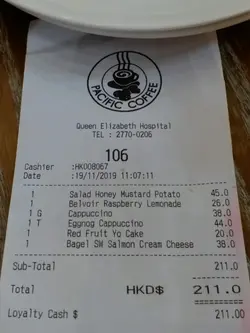 PACIFIC COFFEE
Queen Elizabeth Hospital
TEL : 2770-0206
106
Cashier :HK008067
Date :19/11/2019 11:07:11
1 Salad Honey Mustard Potato 45.0
1 Belvoir Raspberry Lemonade 26.0
1 G Cappuccino 38.0
1 T Eggnog Cappuccino 44.0
1 Red Fruit Yo Cake 20.0
1 Bagel SW Salmon Cream Cheese 38.0
Sub-Total 211.0
Total HKD$ 211.0
Loyalty Cash $ 211.00